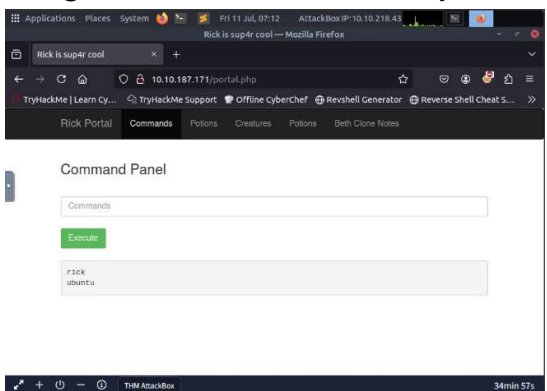 Applications Places System Fri 11 Jul, 07:12 AttackBox IP:10.10.218.43
Rick is sup4r cool — Mozilla Firefox
Rick is sup4r cool
10.10.187.171/portal.php
TryHackMe | Learn Cy... TryHackMe Support Offline CyberChef Revshell Generator Reverse Shell Cheat S...
Rick Portal Commands Potions Creatures Potions Beth Clone Notes
Command Panel
Commands
Execute
rick
ubuntu
THM AttackBox 34min 57s